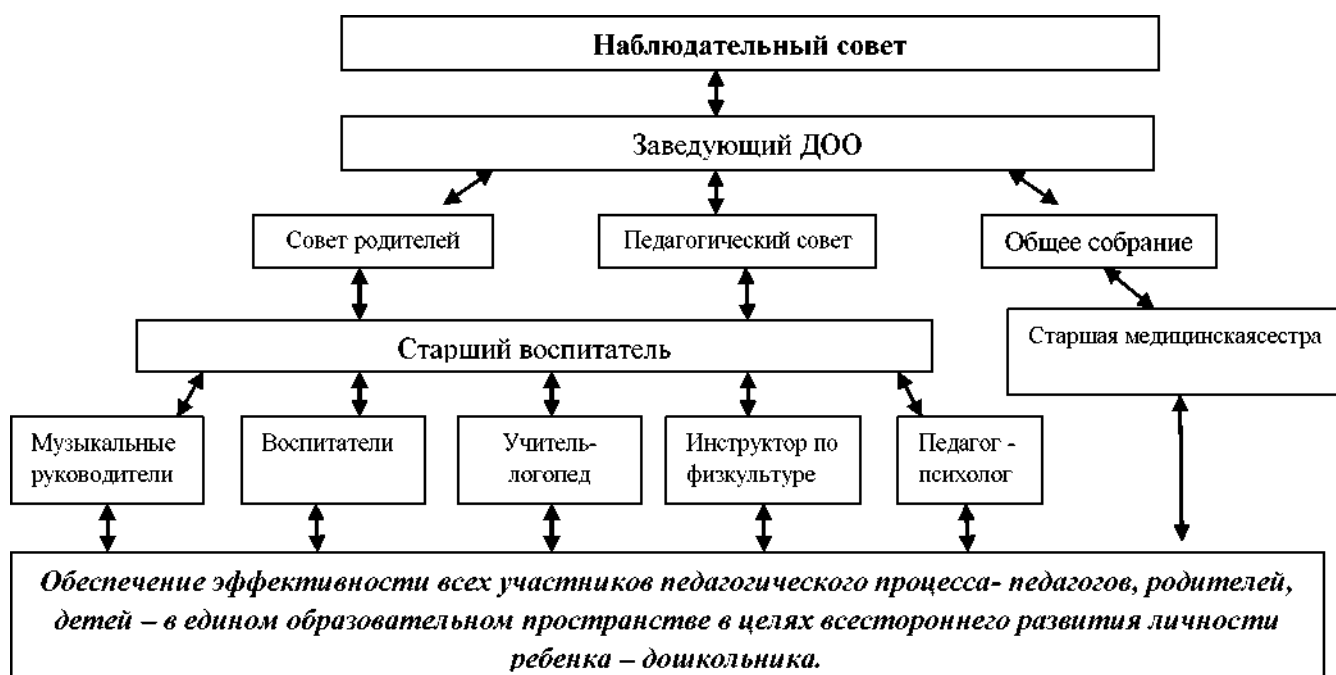 Наблюдательный совет
Заведующий ДОО
Совет родителей
Педагогический совет
Общее собрание
Старший воспитатель
Старшая медицинскаясестра
Музыкальные
руководители
Воспитатели
Учитель-
логопед
Инструктор по
физкультуре
Педагог -
психолог
Обеспечение эффективности всех участников педагогического процесса- педагогов, родителей,
детей – в едином образовательном пространстве в целях всестороннего развития личности
ребенка – дошкольника.